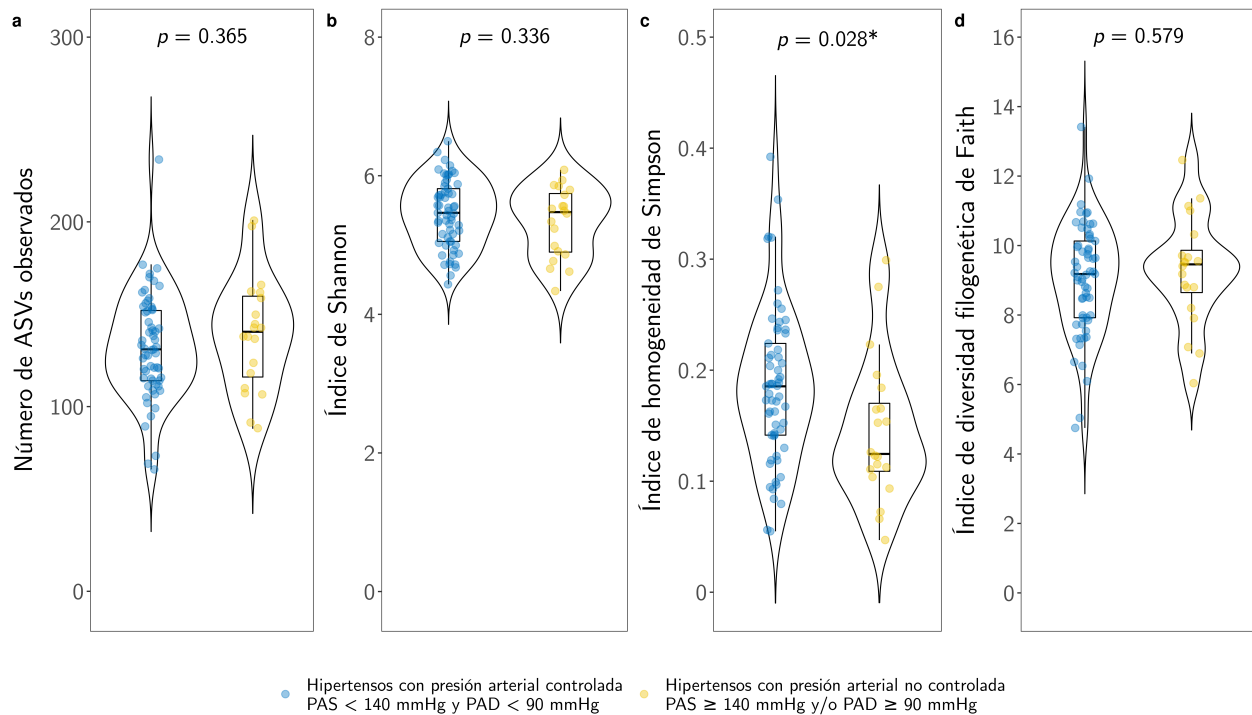 a
p = 0.365
Número de ASVs observados
300
200
100
0
b
p = 0.336
Índice de Shannon
8
6
4
2
0
c
p = 0.028*
Índice de homogeneidad de Simpson
0.5
0.4
0.3
0.2
0.1
0
d
p = 0.579
Índice de diversidad filogenética de Faith
16
14
12
10
8
6
4
2
0
Hipertensos con presión arterial controlada
PAS < 140 mmHg y PAD < 90 mmHg
Hipertensos con presión arterial no controlada
PAS ≥ 140 mmHg y/o PAD ≥ 90 mmHg